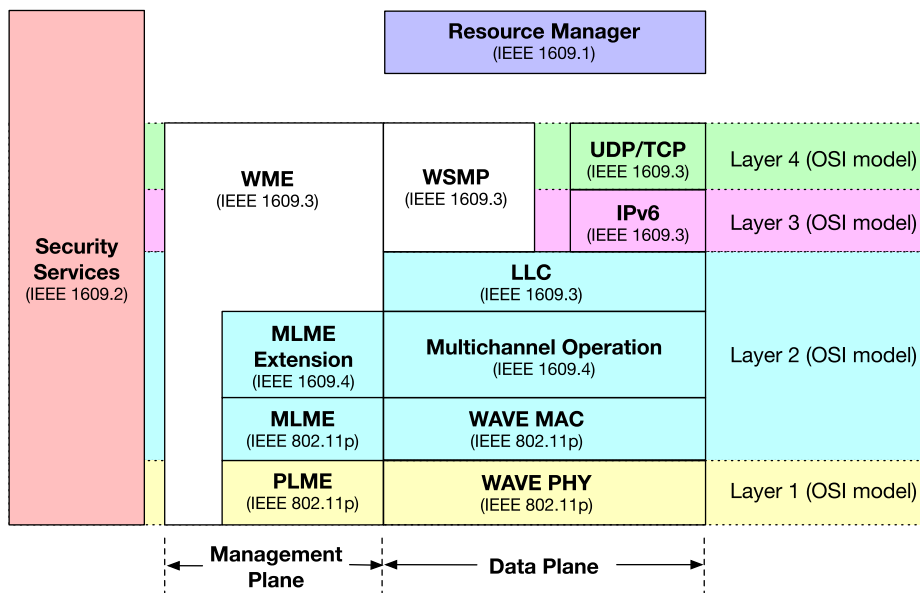 Resource Manager
(IEEE 1609.1)
Security
Services
(IEEE 1609.2)
WME
(IEEE 1609.3)
WSMP
(IEEE 1609.3)
UDP/TCP
(IEEE 1609.3)
Layer 4 (OSI model)
IPv6
(IEEE 1609.3)
Layer 3 (OSI model)
LLC
(IEEE 1609.3)
MLME
Extension
(IEEE 1609.4)
Multichannel Operation
(IEEE 1609.4)
Layer 2 (OSI model)
MLME
(IEEE 802.11p)
WAVE MAC
(IEEE 802.11p)
PLME
(IEEE 802.11p)
WAVE PHY
(IEEE 802.11p)
Layer 1 (OSI model)
Management
Plane
Data Plane